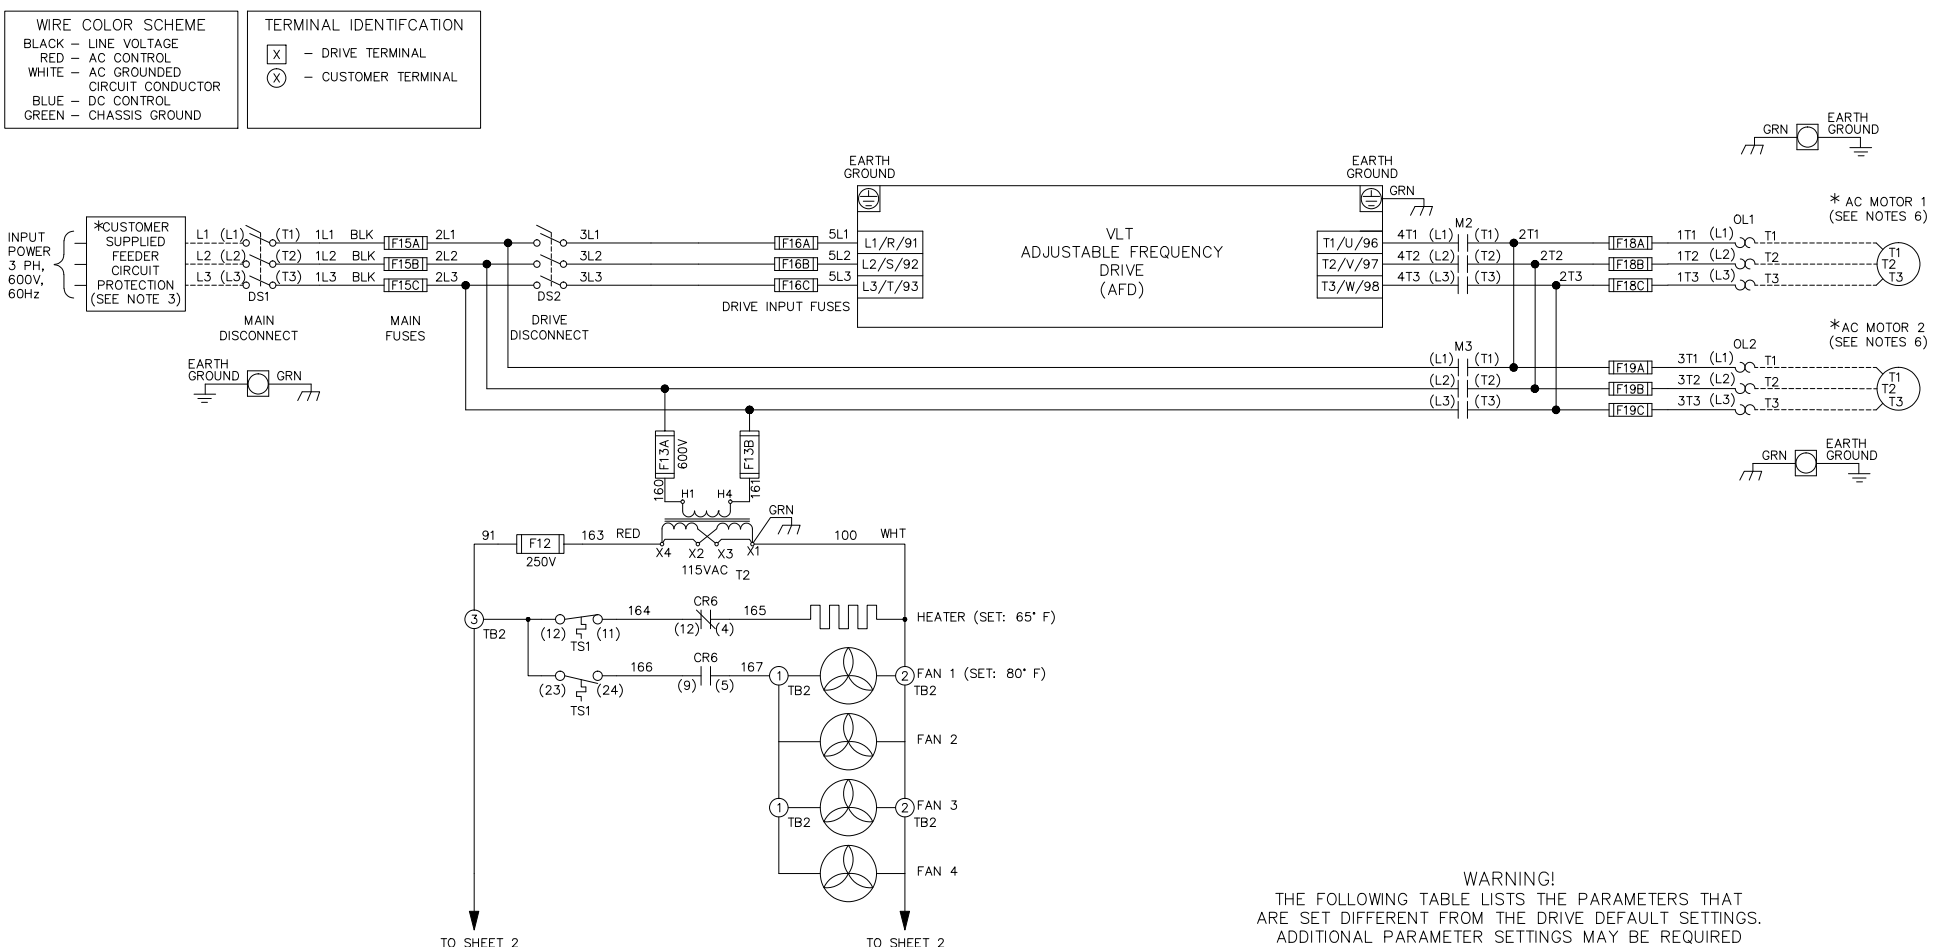 WIRE COLOR SCHEME
BLACK – LINE VOLTAGE
RED – AC CONTROL
WHITE – AC GROUNDED
CIRCUIT CONDUCTOR
BLUE – DC CONTROL
GREEN – CHASSIS GROUND
TERMINAL IDENTIFCATION
X – DRIVE TERMINAL
X – CUSTOMER TERMINAL
GRN
EARTH
GROUND
INPUT
POWER
3 PH,
600V,
60Hz
*CUSTOMER
SUPPLIED
FEEDER
CIRCUIT
PROTECTION
(SEE NOTE 3)
L1 (L1) (T1) 1L1 BLK F15A 2L1
L2 (L2) (T2) 1L2 BLK F15B 2L2
L3 (L3) (T3) 1L3 BLK F15C 2L3
DS1
MAIN
DISCONNECT
MAIN
FUSES
3L1
3L2
3L3
DS2
DRIVE
DISCONNECT
F16A 5L1
F16B 5L2
F16C 5L3
DRIVE INPUT FUSES
EARTH
GROUND
L1/R/91
L2/S/92
L3/T/93
VLT
ADJUSTABLE FREQUENCY
DRIVE
(AFD)
EARTH
GROUND
GRN
T1/U/96
T2/V/97
T3/W/98
M2
4T1 (L1) (T1) 2T1
4T2 (L2) (T2) 2T2
4T3 (L3) (T3) 2T3
OL1
F18A 1T1 (L1) T1
F18B 1T2 (L2) T2
F18C 1T3 (L3) T3
* AC MOTOR 1
(SEE NOTES 6)
T1
T2
T3
EARTH
GROUND
GRN
M3
(L1) (T1)
(L2) (T2)
(L3) (T3)
OL2
F19A 3T1 (L1) T1
F19B 3T2 (L2) T2
F19C 3T3 (L3) T3
* AC MOTOR 2
(SEE NOTES 6)
T1
T2
T3
GRN
EARTH
GROUND
F13A
600V
F13B
160
161
H1 H4
GRN
91 F12 163 RED
250V
X4 X2 X3 X1
115VAC T2
100 WHT
3
TB2
(12) (11)
TS1
164
CR6
(12) (4)
165
HEATER (SET: 65° F)
(23) (24)
TS1
166
CR6
(9) (5)
167
1
TB2
2
TB2
FAN 1 (SET: 80° F)
FAN 2
1
TB2
2
TB2
FAN 3
FAN 4
TO SHEET 2
TO SHEET 2
WARNING!
THE FOLLOWING TABLE LISTS THE PARAMETERS THAT
ARE SET DIFFERENT FROM THE DRIVE DEFAULT SETTINGS.
ADDITIONAL PARAMETER SETTINGS MAY BE REQUIRED